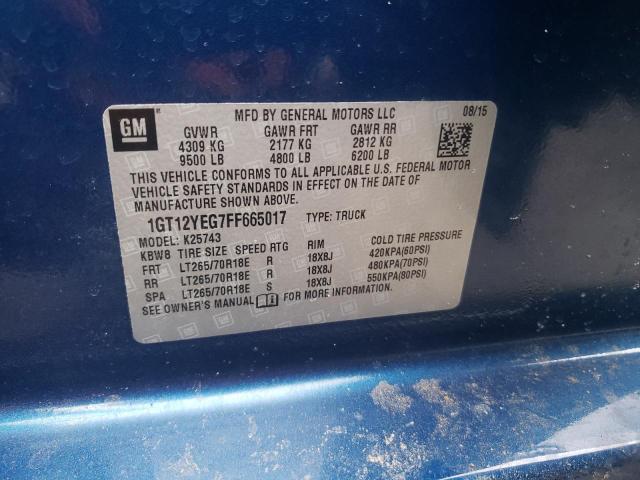 GM
MFD BY GENERAL MOTORS LLC 08/15
GVWR GAWR FRT GAWR RR
4309 KG 2177 KG 2812 KG
9500 LB 4800 LB 6200 LB
THIS VEHICLE CONFORMS TO ALL APPLICABLE U.S. FEDERAL MOTOR
VEHICLE SAFETY STANDARDS IN EFFECT ON THE DATE OF
MANUFACTURE SHOWN ABOVE.
1GT12YEG7FF665017 TYPE: TRUCK
MODEL: K25743
KBW8 TIRE SIZE SPEED RTG RIM COLD TIRE PRESSURE
FRT LT265/70R18E R 18X8J 420KPA(60PSI)
RR LT265/70R18E R 18X8J 480KPA(70PSI)
SPA LT265/70R18E S 18X8J 550KPA(80PSI)
SEE OWNER'S MANUAL FOR MORE INFORMATION.